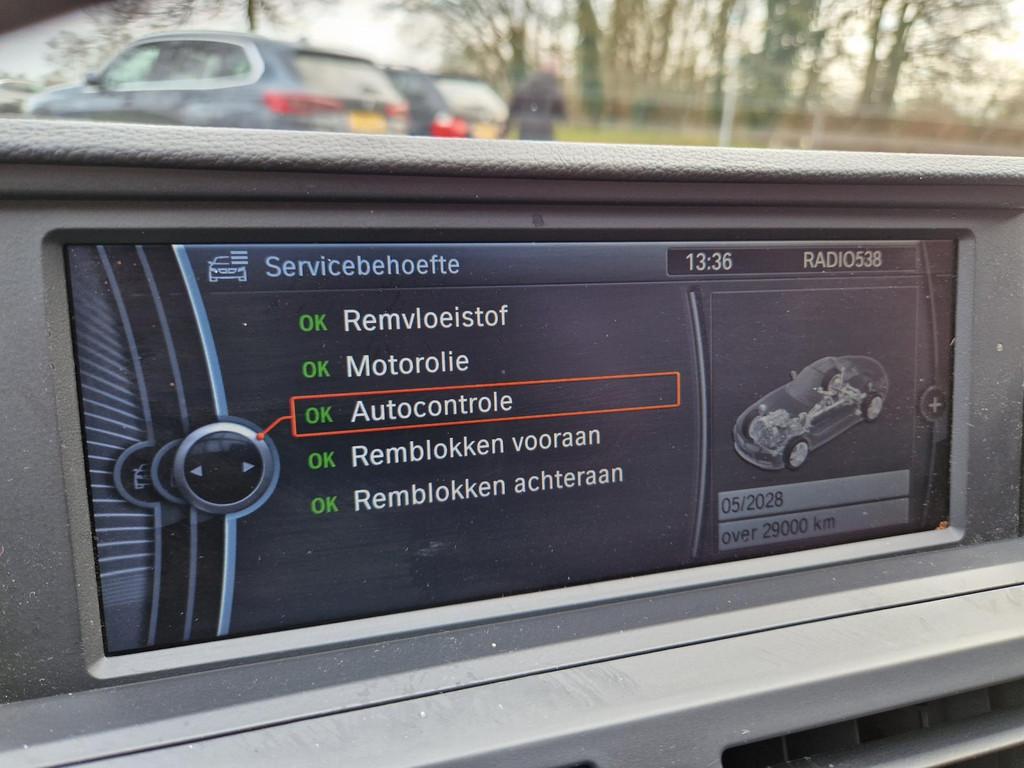 Servicebehoefte
13:36
RADIO538
OK Remvloeistof
OK Motorolie
OK Autocontrole
OK Remblokken vooraan
OK Remblokken achteraan
05/2028
over 29000 km